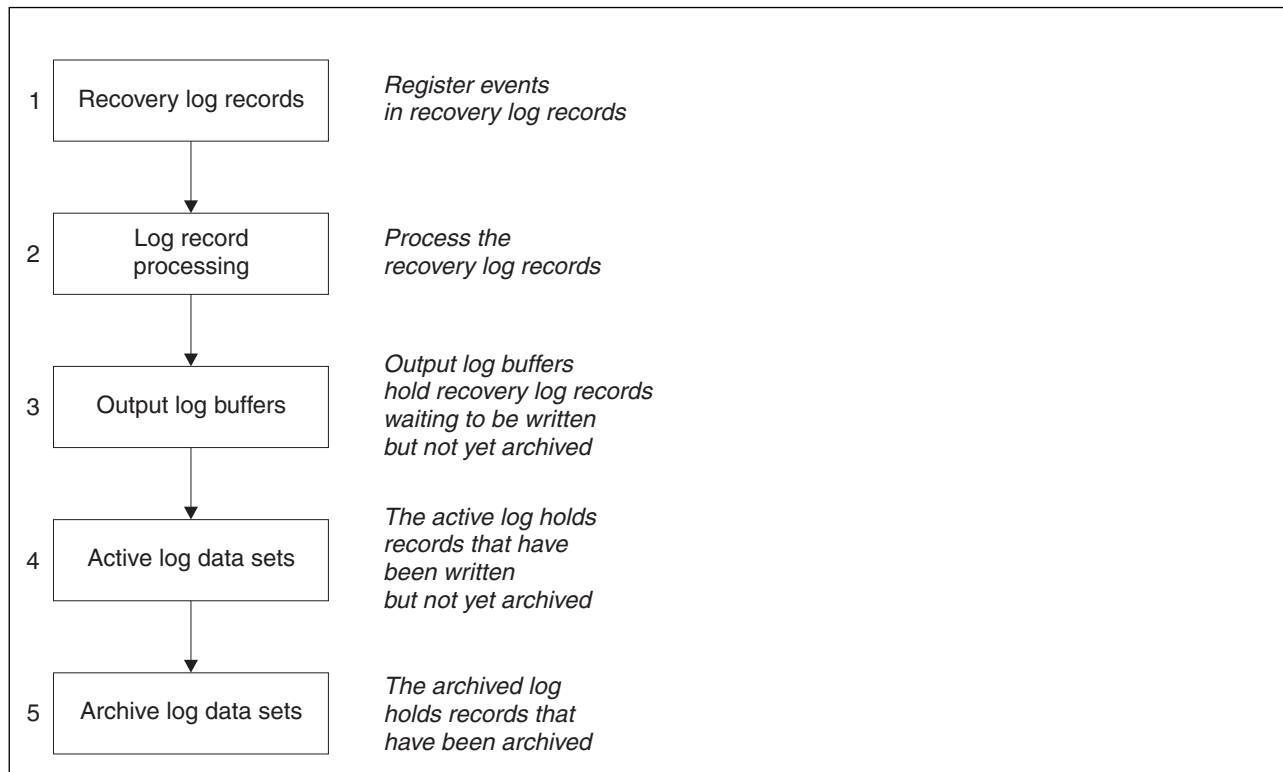 1
Recovery log records
Register events
in recovery log records
2
Log record
processing
Process the
recovery log records
3
Output log buffers
Output log buffers
hold recovery log records
waiting to be written
but not yet archived
4
Active log data sets
The active log holds
records that have
been written
but not yet archived
5
Archive log data sets
The archived log
holds records that
have been archived